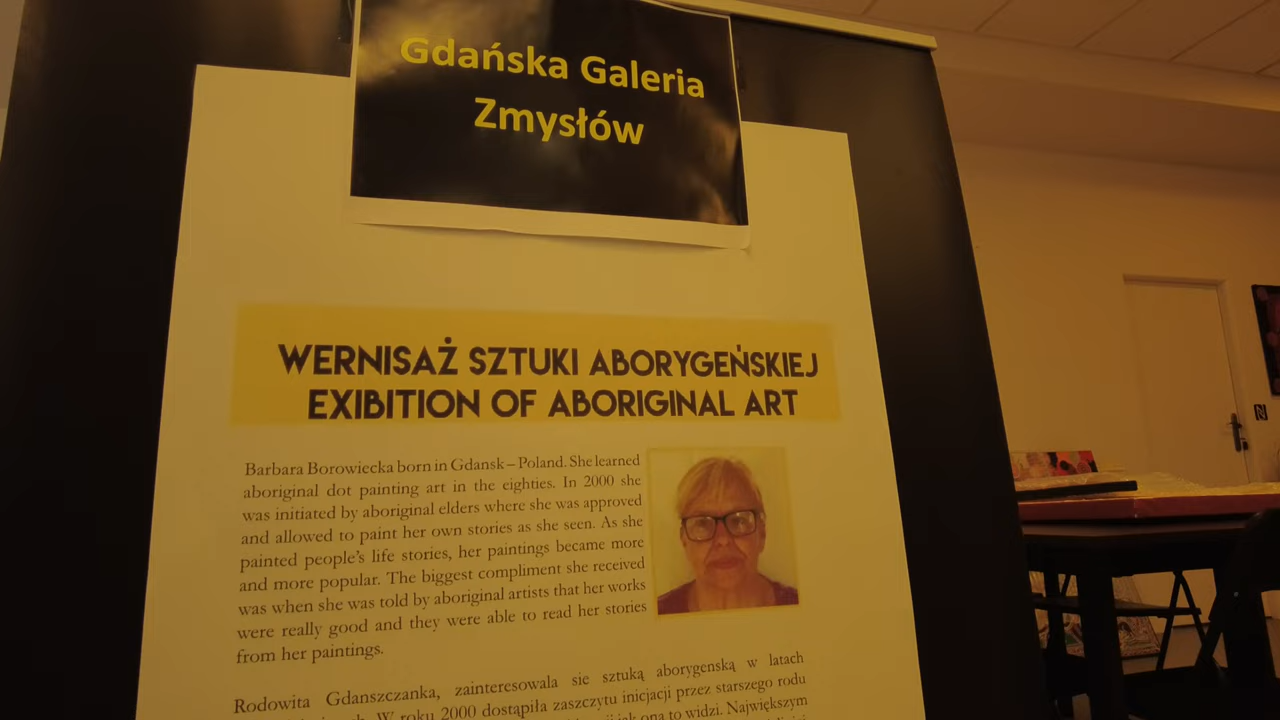 Gdańska Galeria
Zmysłów
WERNISAŻ SZTUKI ABORYGEŃSKIEJ
EXIBITION OF ABORIGINAL ART
Barbara Borowiecka born in Gdansk – Poland. She learned
aboriginal dot painting art in the eighties. In 2000 she
was initiated by aboriginal elders where she was approved
and allowed to paint her own stories as she seen. As she
painted people's life stories, her paintings became more
and more popular. The biggest compliment she received
was when she was told by aboriginal artists that her works
were really good and they were able to read her stories
from her paintings.
Rodowita Gdanszczanka, zainteresowala sie sztuką aborygenską w latach
W roku 2000 dostąpiła zaszczytu inicjacji przez starszego rodu
jak ona to widzi. Największym